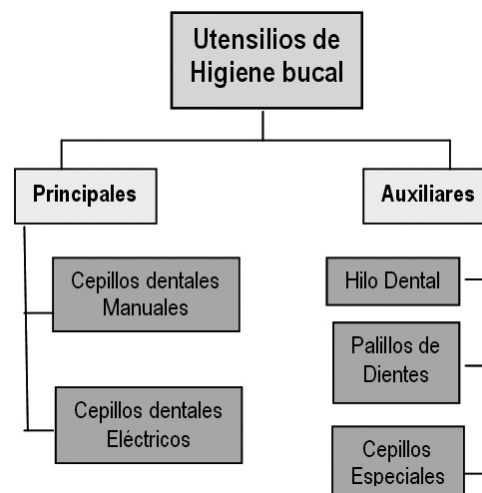 Utensilios de
Higiene bucal
Principales
Auxiliares
Cepillos dentales
Manuales
Hilo Dental
Palillos de
Dientes
Cepillos dentales
Eléctricos
Cepillos
Especiales